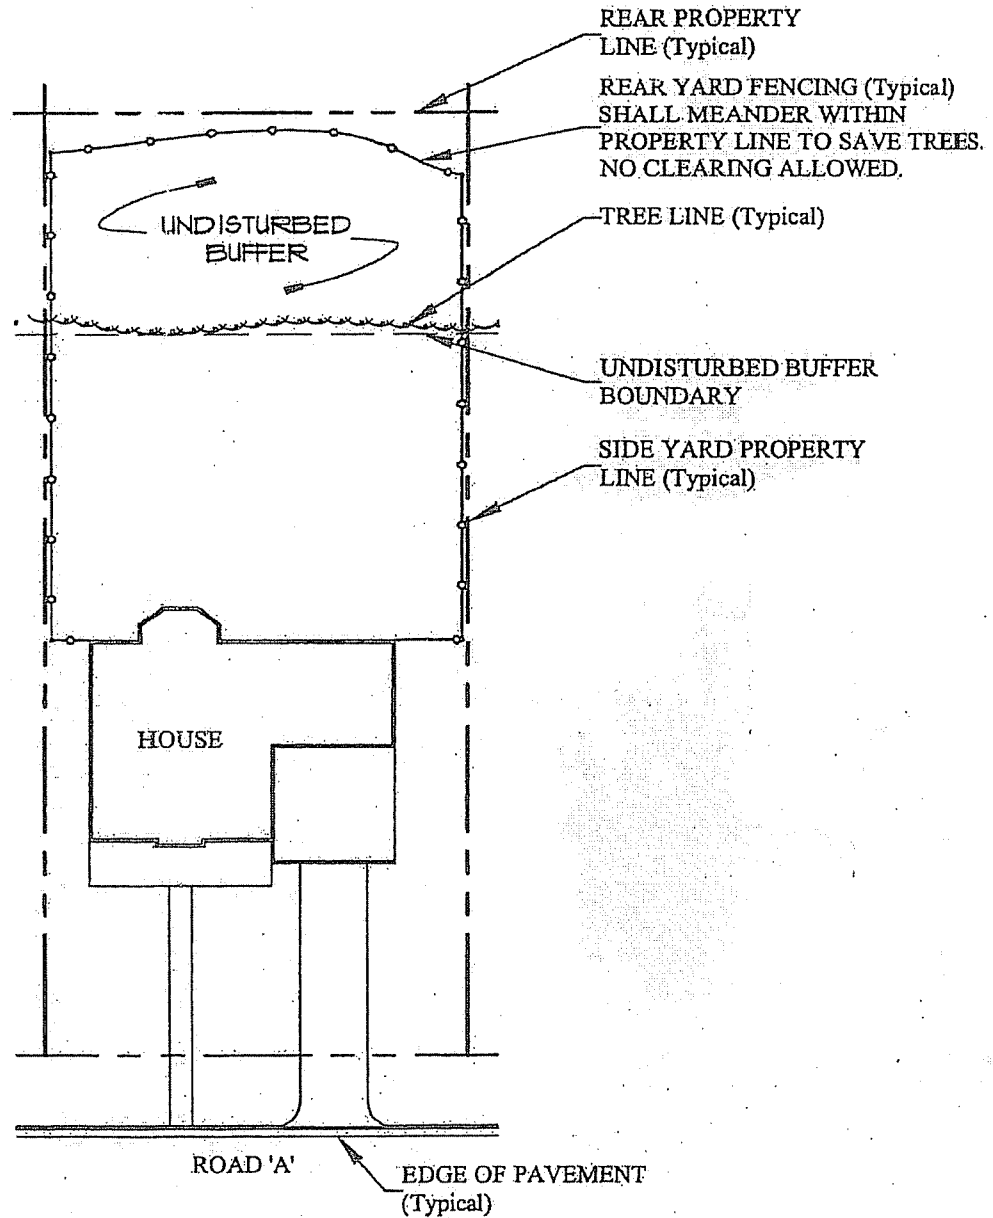 REAR PROPERTY
LINE (Typical)
REAR YARD FENCING (Typical)
SHALL MEANDER WITHIN
PROPERTY LINE TO SAVE TREES.
NO CLEARING ALLOWED.
TREE LINE (Typical)
UNDISTURBED
BUFFER
UNDISTURBED BUFFER
BOUNDARY
SIDE YARD PROPERTY
LINE (Typical)
HOUSE
ROAD 'A'
EDGE OF PAVEMENT
(Typical)